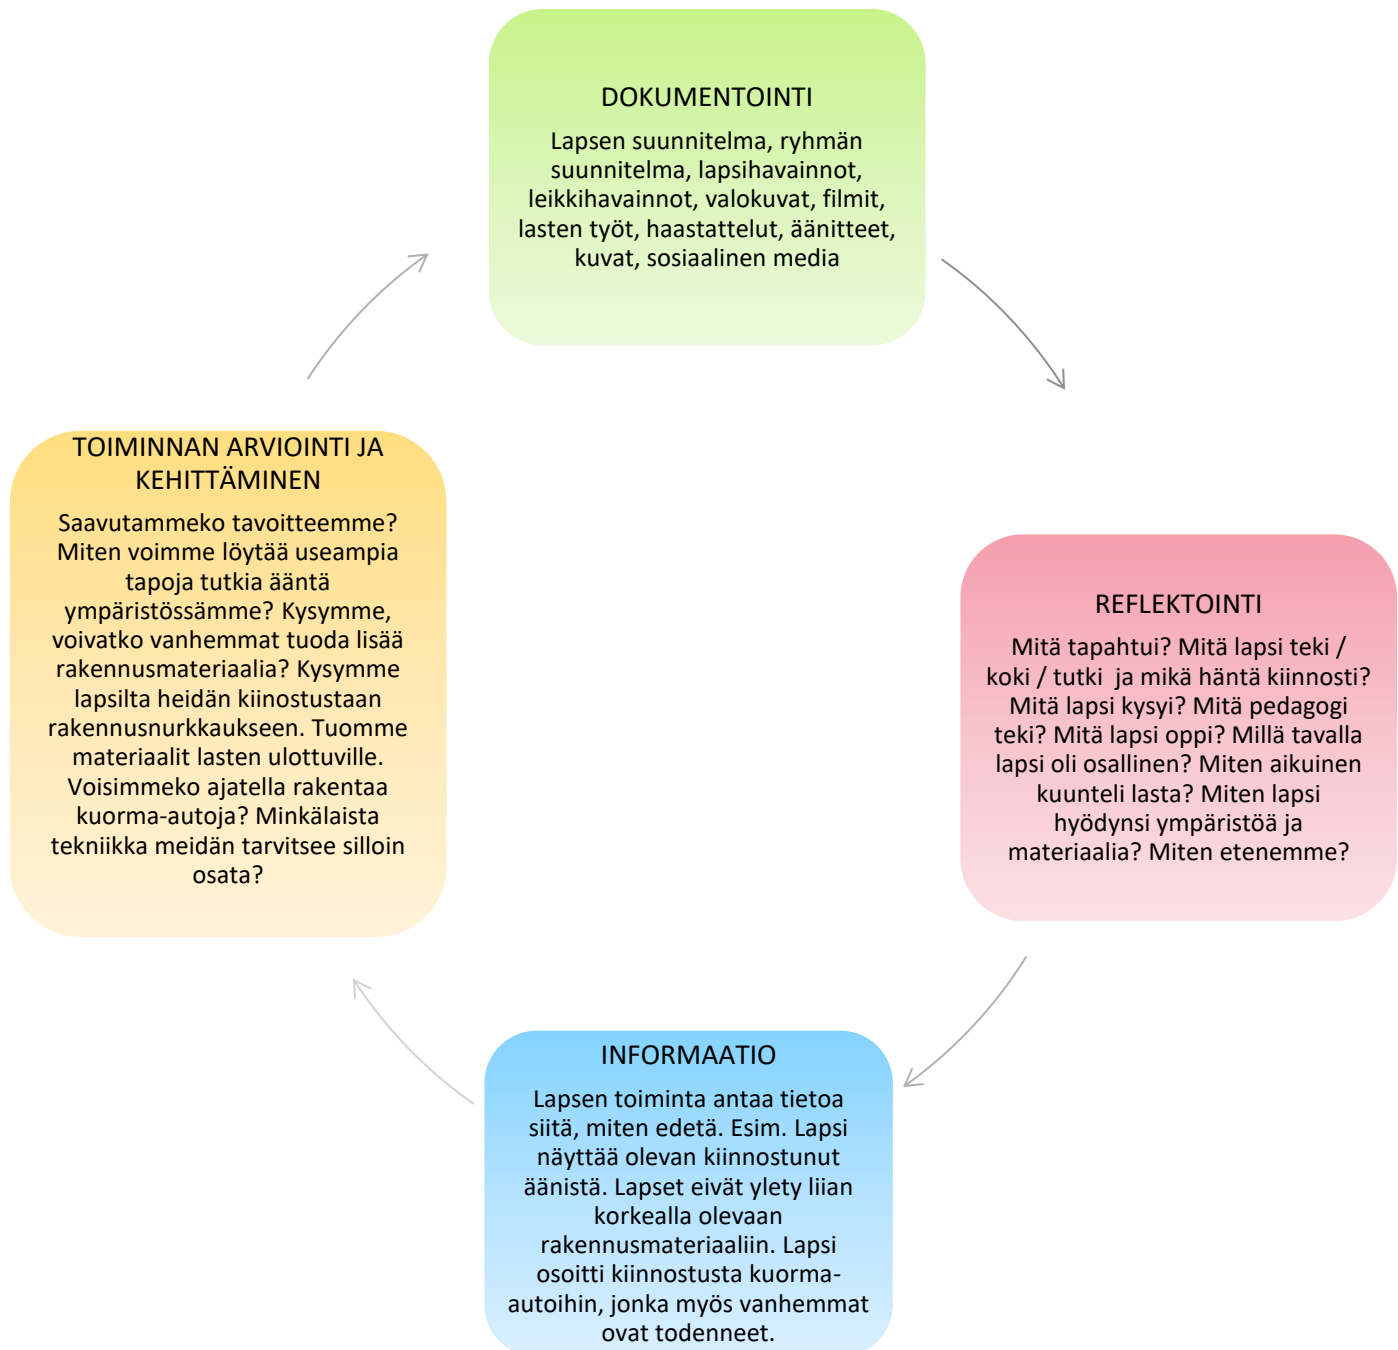 DOKUMENTOINTI
Lapsen suunnitelma, ryhmän
suunnitelma, lapsihavainnot,
leikkihavainnot, valokuvat, filmit,
lasten työt, haastattelut, äänitteet,
kuvat, sosiaalinen media
REFLEKTOINTI
Mitä tapahtui? Mitä lapsi teki /
koki / tutki ja mikä häntä kiinnosti?
Mitä lapsi kysyi? Mitä pedagogi
teki? Mitä lapsi oppi? Millä tavalla
lapsi oli osallinen? Miten aikuinen
kuunteli lasta? Miten lapsi
hyödynsi ympäristöä ja
materiaalia? Miten etenemme?
INFORMAATIO
Lapsen toiminta antaa tietoa
siitä, miten edetä. Esim. Lapsi
näyttää olevan kiinnostunut
äänistä. Lapset eivät ylety liian
korkealla olevaan
rakennusmateriaaliin. Lapsi
osoitti kiinnostusta kuorma-
autoihin, jonka myös vanhemmat
ovat todenneet.
TOIMINNAN ARVIOINTI JA
KEHITTÄMINEN
Saavutammeko tavoitteemme?
Miten voimme löytää useampia
tapoja tutkia ääntä
ympäristössämme? Kysymme,
voivatko vanhemmat tuoda lisää
rakennusmateriaalia? Kysymme
lapsilta heidän kiinostustaan
rakennusnurkkaukseen. Tuomme
materiaalit lasten ulottuville.
Voisimmeko ajatella rakentaa
kuorma-autoja? Minkälaista
tekniikka meidän tarvitsee silloin
osata?